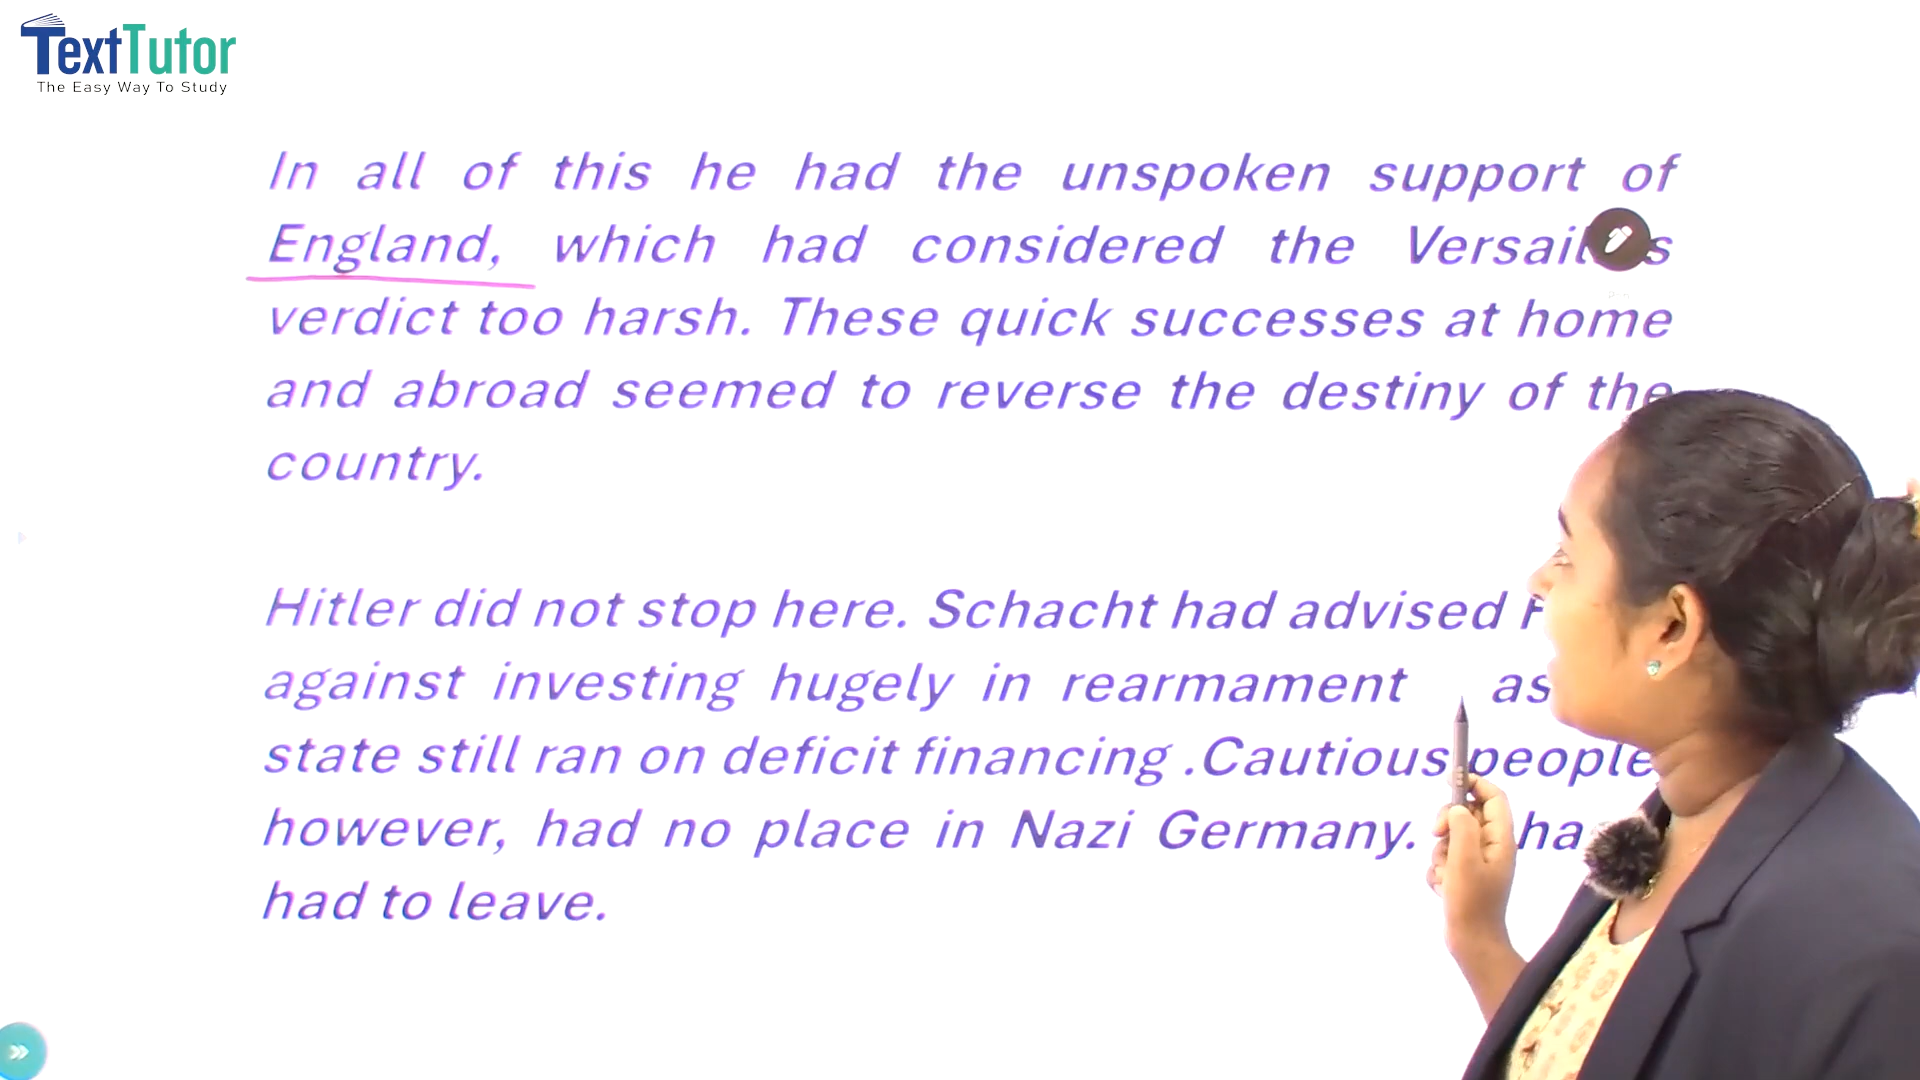 TextTutor
The Easy Way To Study
In all of this he had the unspoken support of
England, which had considered the
verdict too harsh. These quick successes at home
and abroad seemed to reverse the destiny of the
country.
Hitler did not stop here. Schacht had advised
against investing hugely in rearmament as
state still ran on deficit financing .Cautious people
however, had no place in Nazi Germany.
had to leave.